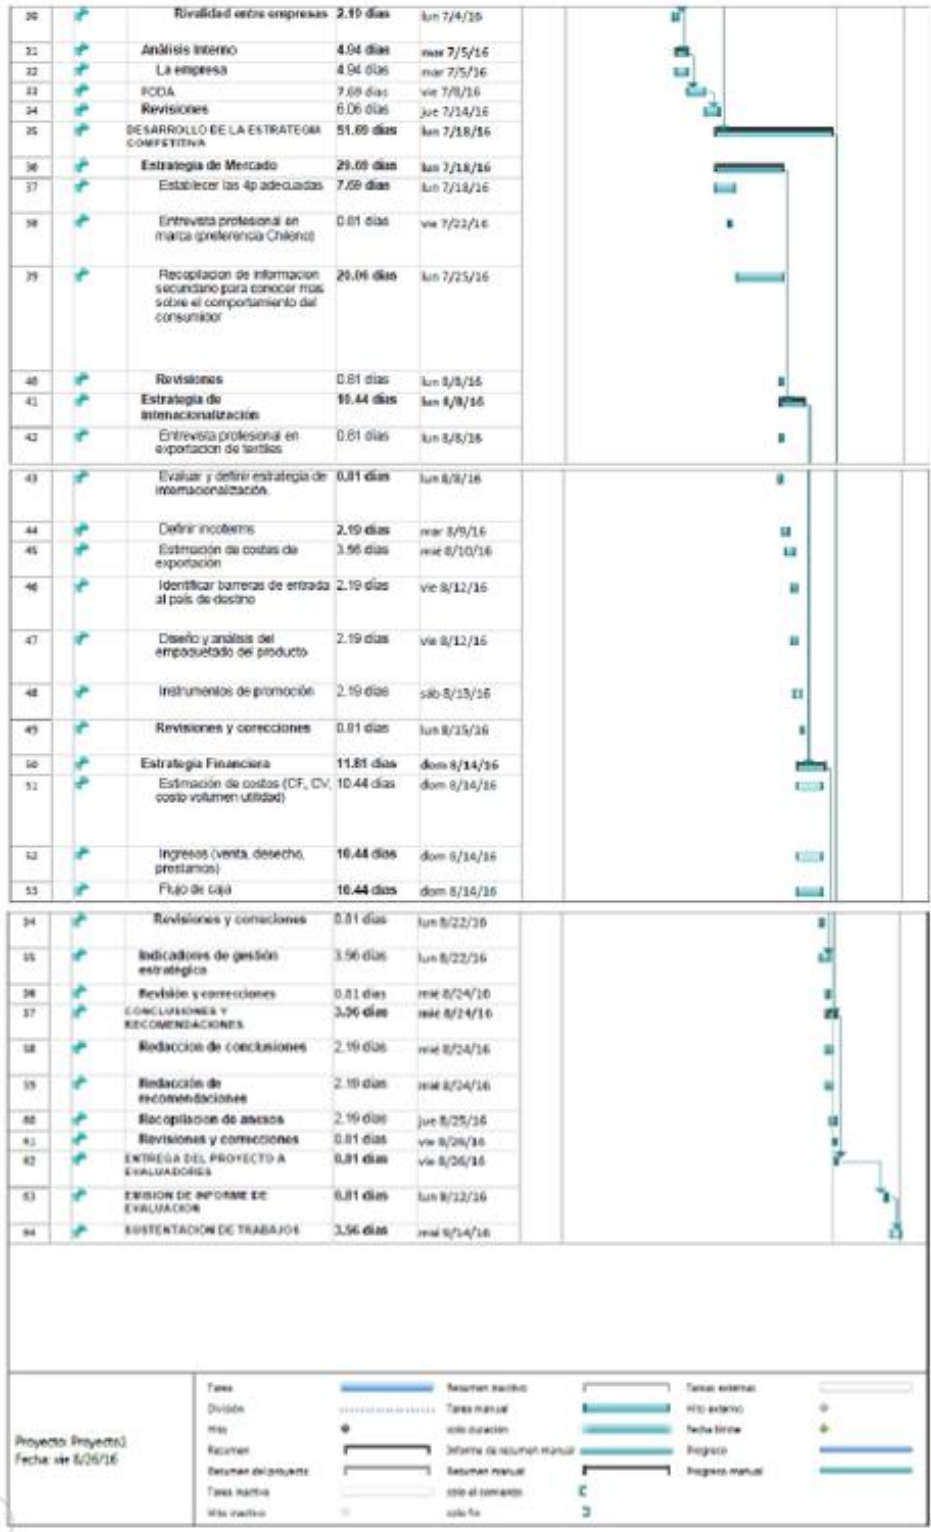 30 Rivalidad entre empresas 2.19 días lun 7/4/16
31 Análisis Interno 4.94 días mar 7/5/16
32 La empresa 4.94 días mar 7/5/16
33 FODA 7.69 días vie 7/8/16
34 Revisiones 6.06 días jue 7/14/16
35 DESARROLLO DE LA ESTRATEGIA 51.69 días lun 7/18/16
COMPETITIVA
36 Estrategia de Mercado 29.69 días lun 7/18/16
37 Establecer las 4p adecuadas 7.69 días lun 7/18/16
38 Entrevista profesional en 0.81 días vie 7/22/16
marca (preferencia Chileno)
39 Recopilacion de informacion 20.06 días lun 7/25/16
secundario para conocer mas
sobre el comportamiento del
consumidor
40 Revisiones 0.81 días lun 8/8/16
41 Estrategia de 10.44 días lun 8/8/16
Intenacionalización
42 Entrevista profesional en 0.81 días lun 8/8/16
exportacion de textiles
43 Evaluar y definir estrategia de 0.81 días lun 8/8/16
internacionalización.
44 Definir incoterms 2.19 días mar 8/9/16
45 Estimación de costos de 3.56 días mié 8/10/16
exportación
46 Identificar barreras de entrada 2.19 días vie 8/12/16
al país de destino
47 Diseño y análisis del 2.19 días vie 8/12/16
empaquetado del producto
48 Instrumentos de promoción 2.19 días sáb 8/13/16
49 Revisiones y correcciones 0.81 días lun 8/15/16
50 Estrategia Financiera 11.81 días dom 8/14/16
51 Estimación de costos (CF, CV, 10.44 días dom 8/14/16
costo volumen utilidad)
52 Ingresos (venta, desecho, 10.44 días dom 8/14/16
prestamos)
53 Flujo de caja 10.44 días dom 8/14/16
54 Revisiones y correciones 0.81 días lun 8/22/16
55 Indicadores de gestión 3.56 días lun 8/22/16
estratégica
56 Revisión y correcciones 0.81 días mié 8/24/16
57 CONCLUSIONES Y 3.56 días mié 8/24/16
RECOMENDACIONES
58 Redaccion de conclusiones 2.19 días mié 8/24/16
59 Redacción de 2.19 días mié 8/24/16
recomendaciones
60 Recopilacion de anexos 2.19 días jue 8/25/16
61 Revisiones y correcciones 0.81 días vie 8/26/16
62 ENTREGA DEL PROYECTO A 0.81 días vie 8/26/16
EVALUADORES
63 EMISION DE INFORME DE 0.81 días lun 9/12/16
EVALUACION
64 SUSTENTACION DE TRABAJOS 3.56 días mié 9/14/16
Proyecto: Proyecto1
Fecha: vie 8/26/16
Tarea Resumen inactivo Tareas externas
División Tarea manual Hito externo
Hito solo duración Fecha límite
Resumen Informe de resumen manual Progreso
Resumen del proyecto Resumen manual Progreso manual
Tarea inactiva solo el comienzo
Hito inactivo solo fin